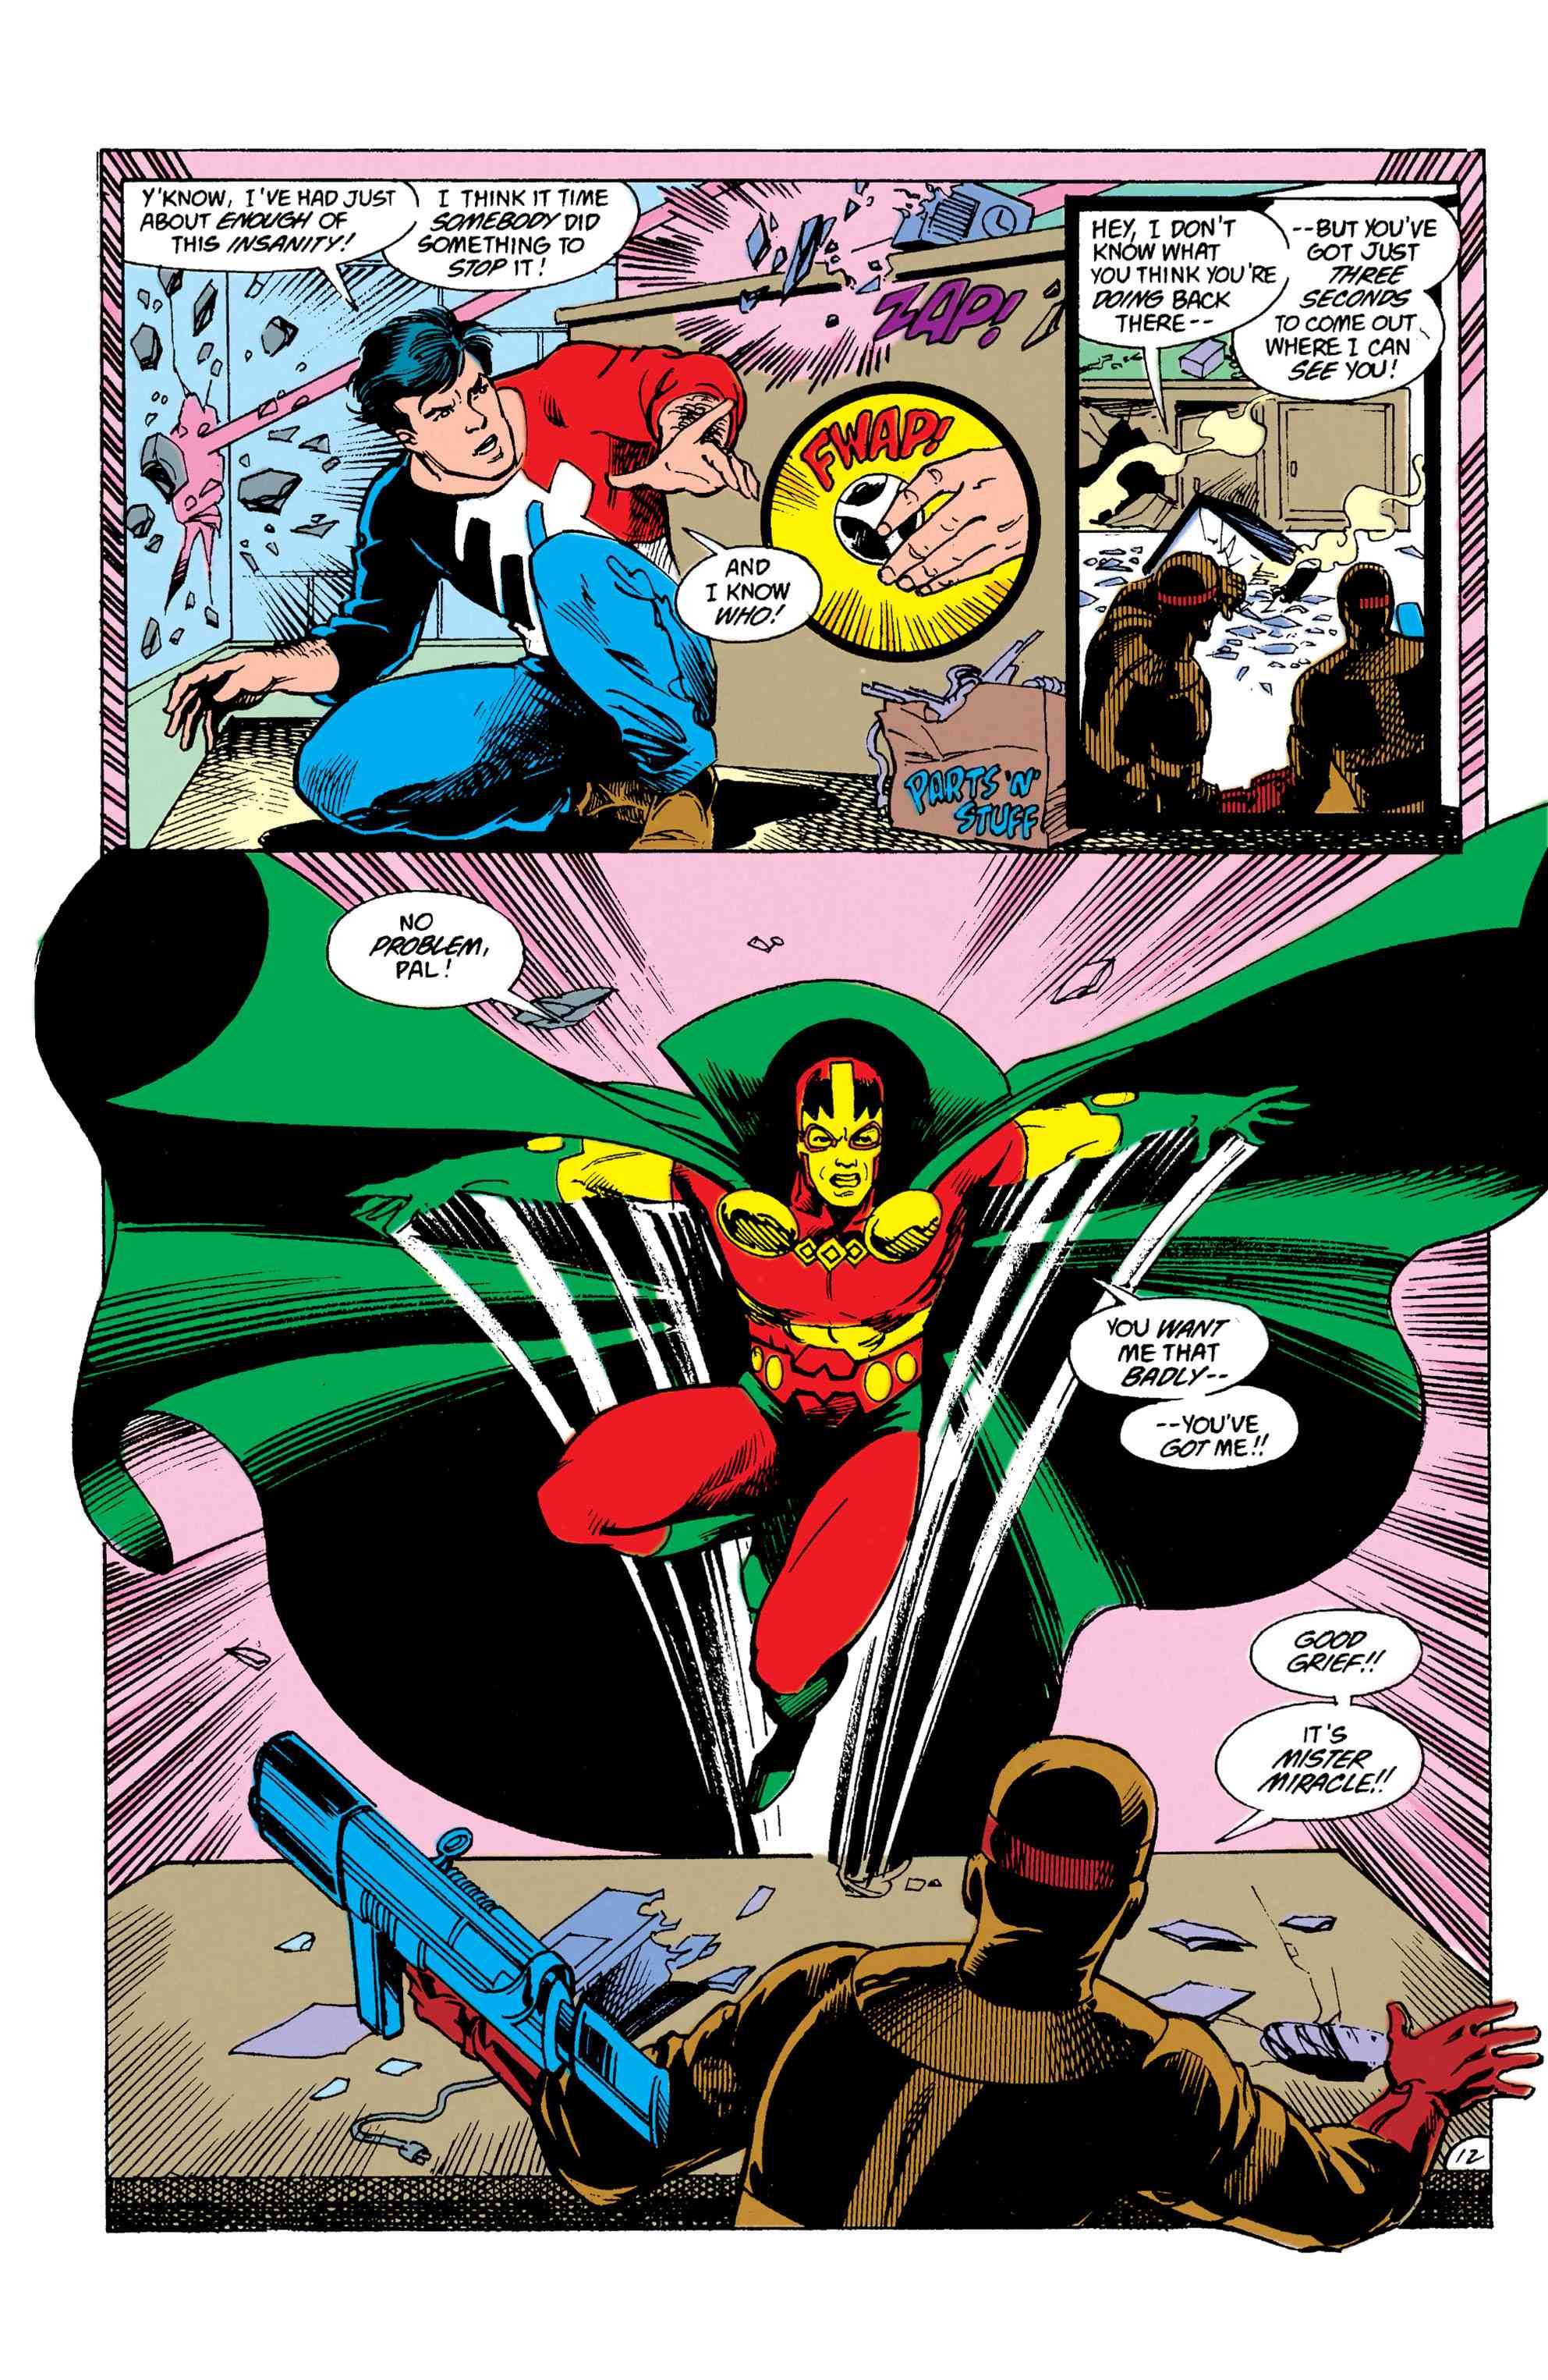 Y'KNOW, I'VE HAD JUST
ABOUT ENOUGH OF
THIS INSANITY!
I THINK IT TIME
SOMEBODY DID
SOMETHING TO
STOP IT!
ZAP!
FWAP!
AND
I KNOW
WHO!
PARTS 'N'
STUFF
HEY, I DON'T
KNOW WHAT
YOU THINK YOU'RE
DOING BACK
THERE--
--BUT YOU'VE
GOT JUST
THREE
SECONDS
TO COME OUT
WHERE I CAN
SEE YOU!
NO
PROBLEM,
PAL!
YOU WANT
ME THAT
BADLY--
--YOU'VE
GOT ME!!
GOOD
GRIEF!!
IT'S
MISTER
MIRACLE!!
12